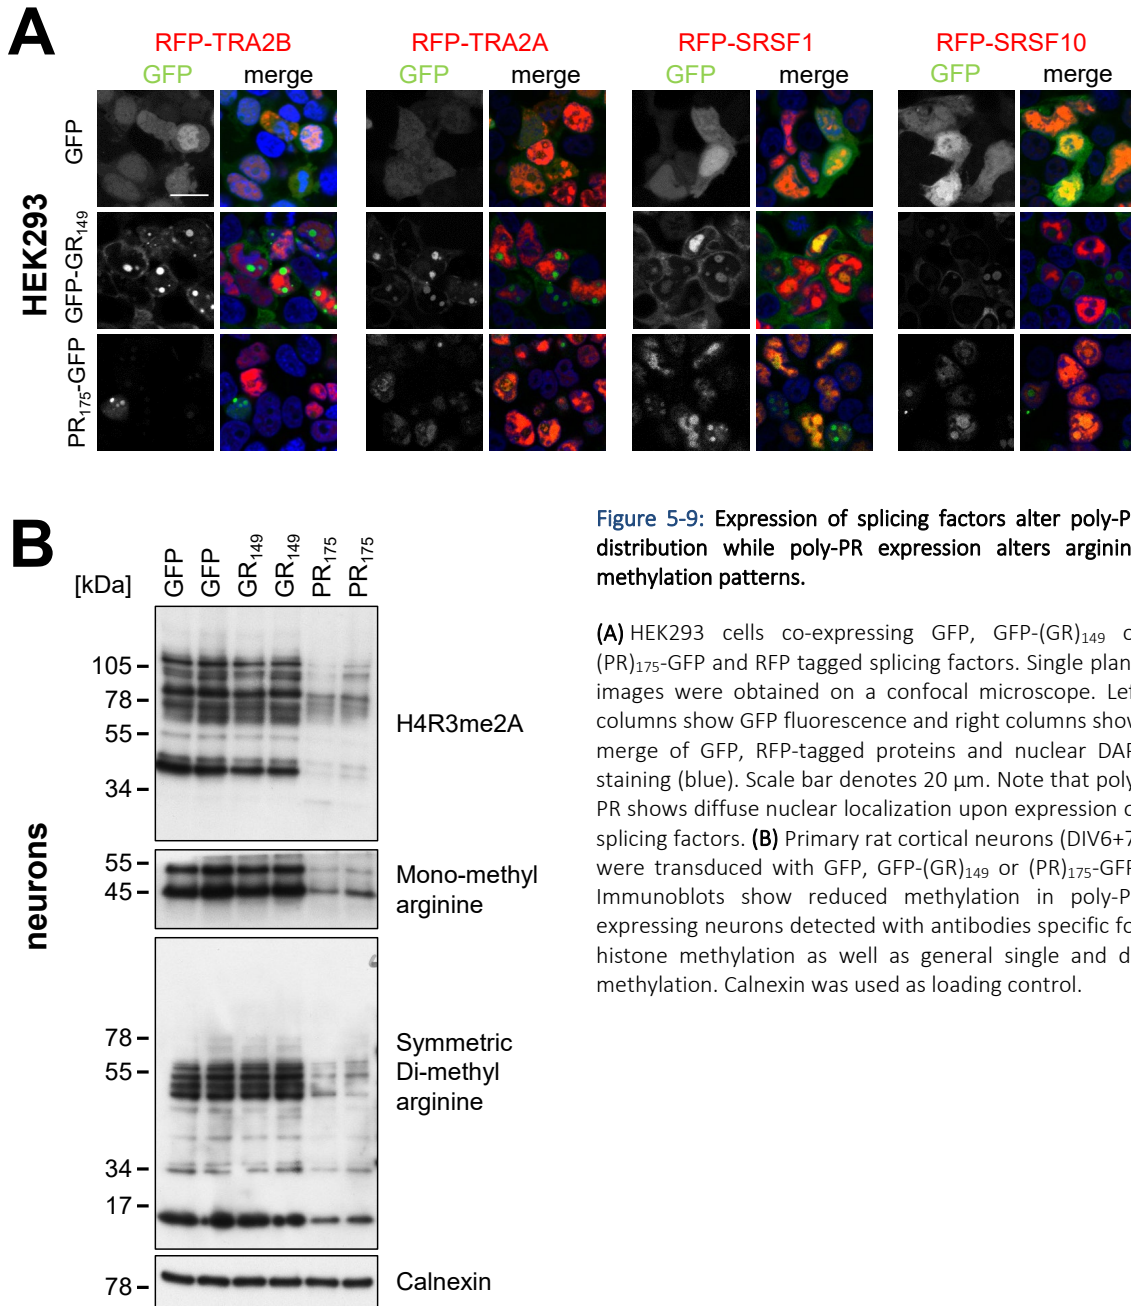 A
RFP-TRA2B RFP-TRA2A RFP-SRSF1 RFP-SRSF10
GFP merge GFP merge GFP merge GFP merge
HEK293
GFP
GFP-GR149
PR175-GFP
B
[kDa] GFP GFP GR149 GR149 PR175 PR175
neurons
105
78
55
34
H4R3me2A
55
45
Mono-methyl
arginine
78
55
34
17
Symmetric
Di-methyl
arginine
78
Calnexin
Figure 5-9: Expression of splicing factors alter poly-P
distribution while poly-PR expression alters arginin
methylation patterns.
(A) HEK293 cells co-expressing GFP, GFP-(GR)149 o
(PR)175-GFP and RFP tagged splicing factors. Single plan
images were obtained on a confocal microscope. Lef
columns show GFP fluorescence and right columns show
merge of GFP, RFP-tagged proteins and nuclear DAP
staining (blue). Scale bar denotes 20 µm. Note that poly
PR shows diffuse nuclear localization upon expression o
splicing factors. (B) Primary rat cortical neurons (DIV6+7
were transduced with GFP, GFP-(GR)149 or (PR)175-GFP
Immunoblots show reduced methylation in poly-P
expressing neurons detected with antibodies specific fo
histone methylation as well as general single and d
methylation. Calnexin was used as loading control.